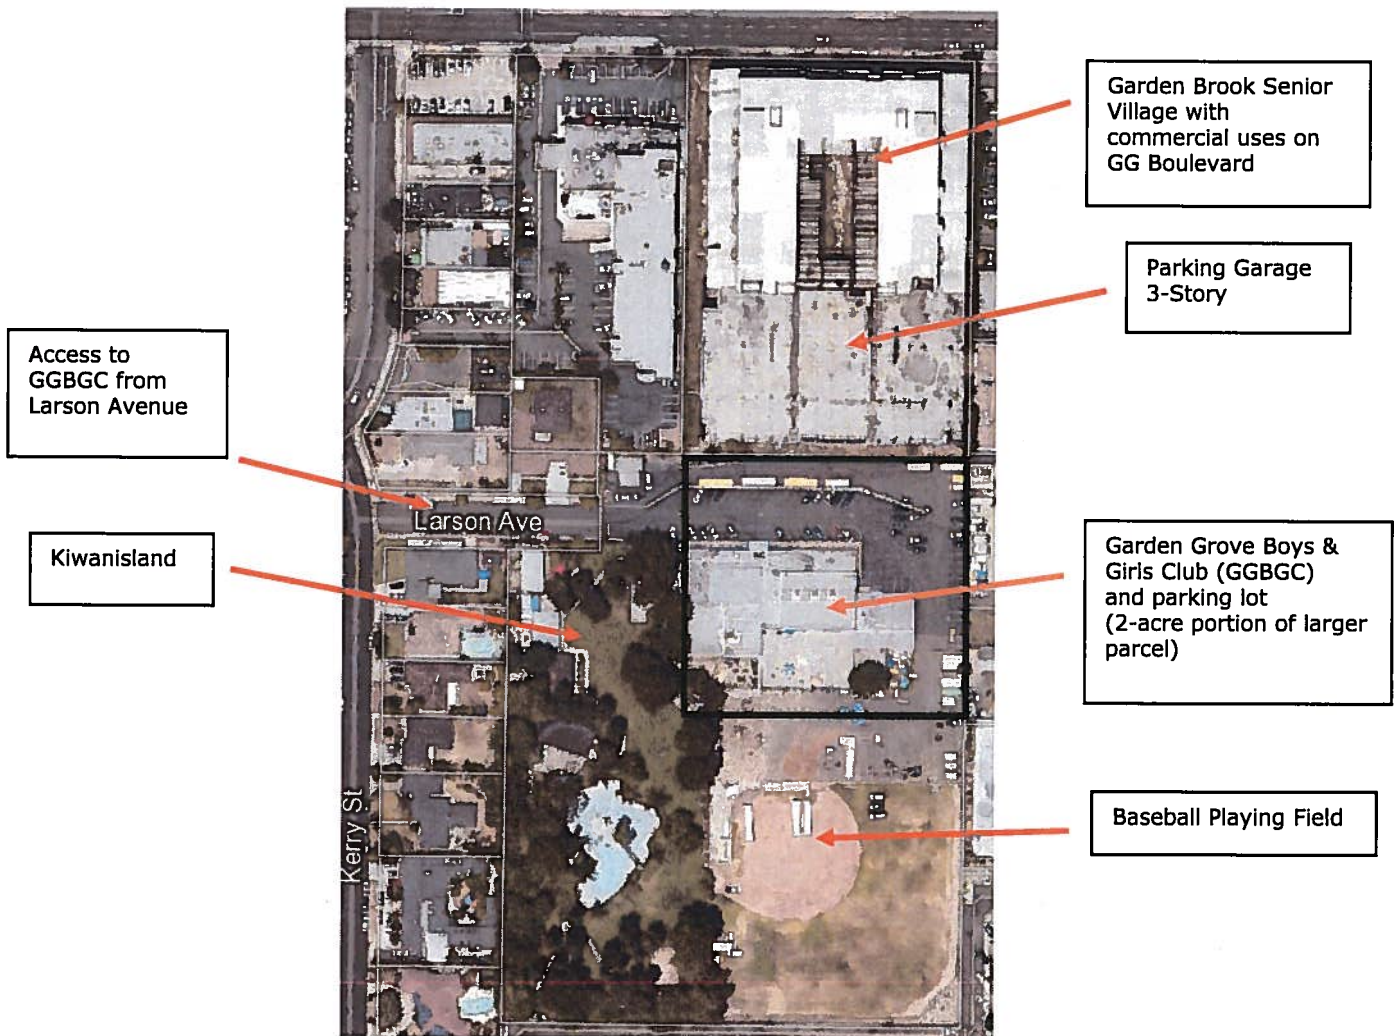 Garden Brook Senior
Village with
commercial uses on
GG Boulevard
Parking Garage
3-Story
Access to
GGBGC from
Larson Avenue
Larson Ave
Kiwanisland
Garden Grove Boys &
Girls Club (GGBGC)
and parking lot
(2-acre portion of larger
parcel)
Baseball Playing Field
Kerry St